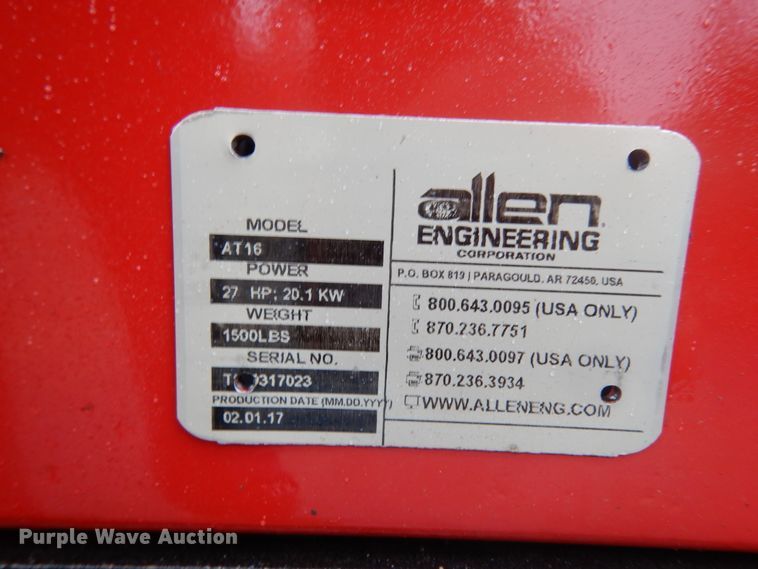 MODEL
AT16
POWER
27 HP; 20.1 KW
WEIGHT
1500LBS
SERIAL NO.
PRODUCTION DATE (MM.DD.YYYY)
02.01.17
allen
ENGINEERING
CORPORATION
P.O. BOX 819 | PARAGOULD, AR 72450, USA
800.643.0095 (USA ONLY)
870.236.7751
800.643.0097 (USA ONLY)
870.236.3934
WWW.ALLENENG.COM
Purple Wave Auction